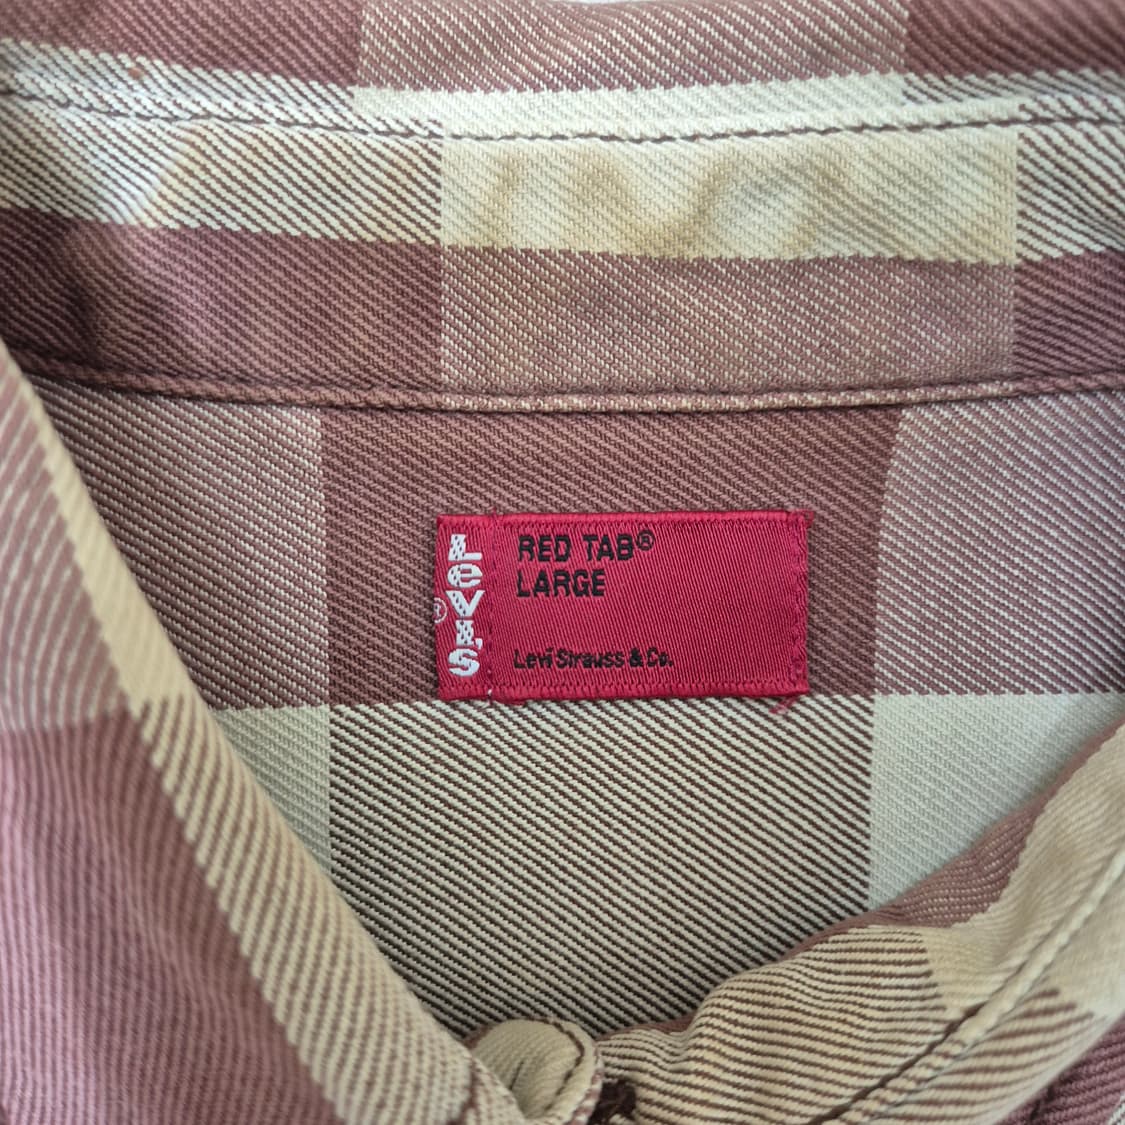 Levi's
®
RED TAB®
LARGE
Levi Strauss & Co.